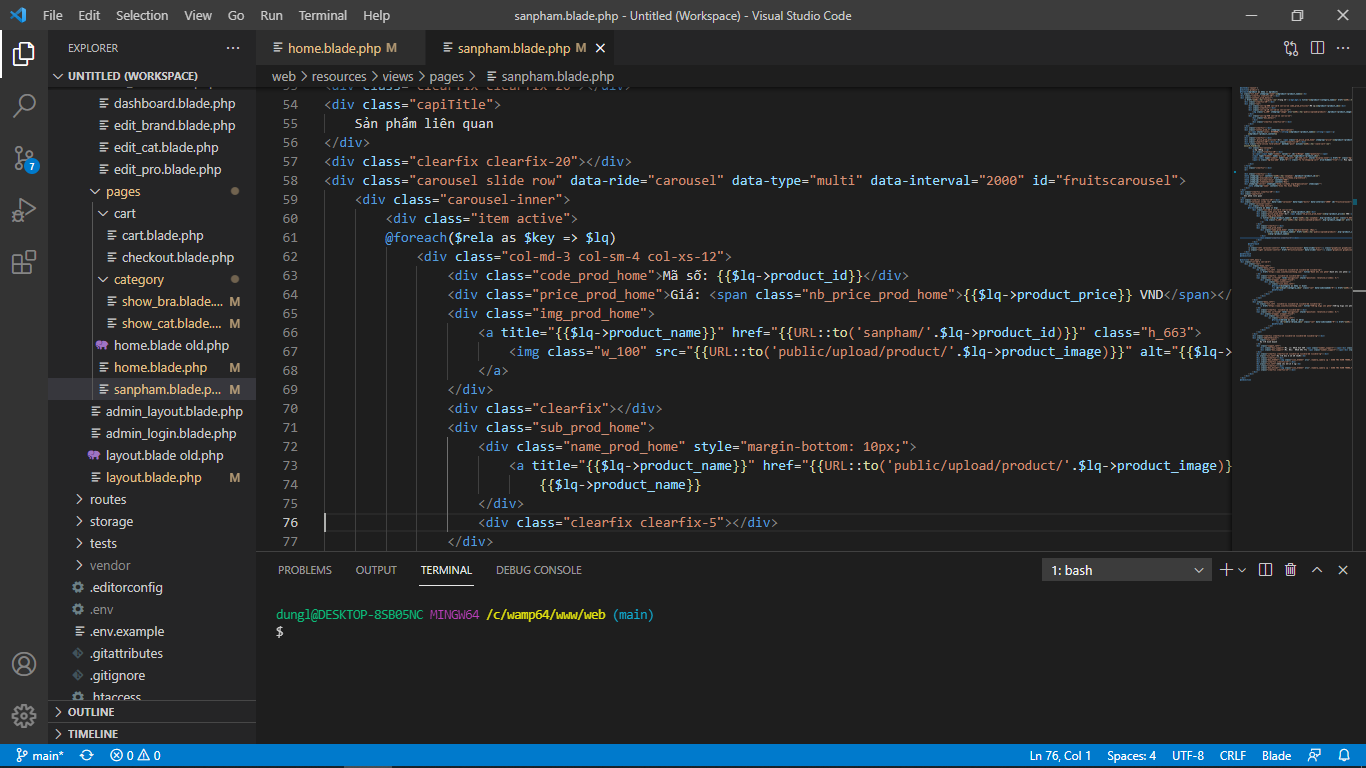 File Edit Selection View Go Run Terminal Help sanpham.blade.php - Untitled (Workspace) - Visual Studio Code
EXPLORER
UNTITLED (WORKSPACE)
dashboard.blade.php
edit_brand.blade.php
edit_cat.blade.php
edit_pro.blade.php
pages
cart
cart.blade.php
checkout.blade.php
category
show_bra.blade.... M
show_cat.blade.... M
home.blade old.php
home.blade.php M
sanpham.blade.p... M
admin_layout.blade.php
admin_login.blade.php
layout.blade old.php
layout.blade.php M
routes
storage
tests
vendor
.editorconfig
.env
.env.example
.gitattributes
.gitignore
.htaccess
OUTLINE
TIMELINE
7
home.blade.php M sanpham.blade.php M
web > resources > views > pages > sanpham.blade.php
53 <div class="clearfix clearfix-20"></div>
54 <div class="capiTitle">
55 Sản phẩm liên quan
56 </div>
57 <div class="clearfix clearfix-20"></div>
58 <div class="carousel slide row" data-ride="carousel" data-type="multi" data-interval="2000" id="fruitscarousel">
59 <div class="carousel-inner">
60 <div class="item active">
61 @foreach($rela as $key => $lq)
62 <div class="col-md-3 col-sm-4 col-xs-12">
63 <div class="code_prod_home">Mã số: {{$lq->product_id}}</div>
64 <div class="price_prod_home">Giá: <span class="nb_price_prod_home">{{$lq->product_price}} VND</span></
65 <div class="img_prod_home">
66 <a title="{{$lq->product_name}}" href="{{URL::to('sanpham/'.$lq->product_id)}}" class="h_663">
67 <img class="w_100" src="{{URL::to('public/upload/product/'.$lq->product_image)}}" alt="{{$lq->
68 </a>
69 </div>
70 <div class="clearfix"></div>
71 <div class="sub_prod_home">
72 <div class="name_prod_home" style="margin-bottom: 10px;">
73 <a title="{{$lq->product_name}}" href="{{URL::to('public/upload/product/'.$lq->product_image)}
74 {{$lq->product_name}}
75 </div>
76 <div class="clearfix clearfix-5"></div>
77 </div>
PROBLEMS OUTPUT TERMINAL DEBUG CONSOLE 1: bash
dungl@DESKTOP-8SB05NC MINGW64 /c/wamp64/www/web (main)
$
main* 0 0 Ln 76, Col 1 Spaces: 4 UTF-8 CRLF Blade